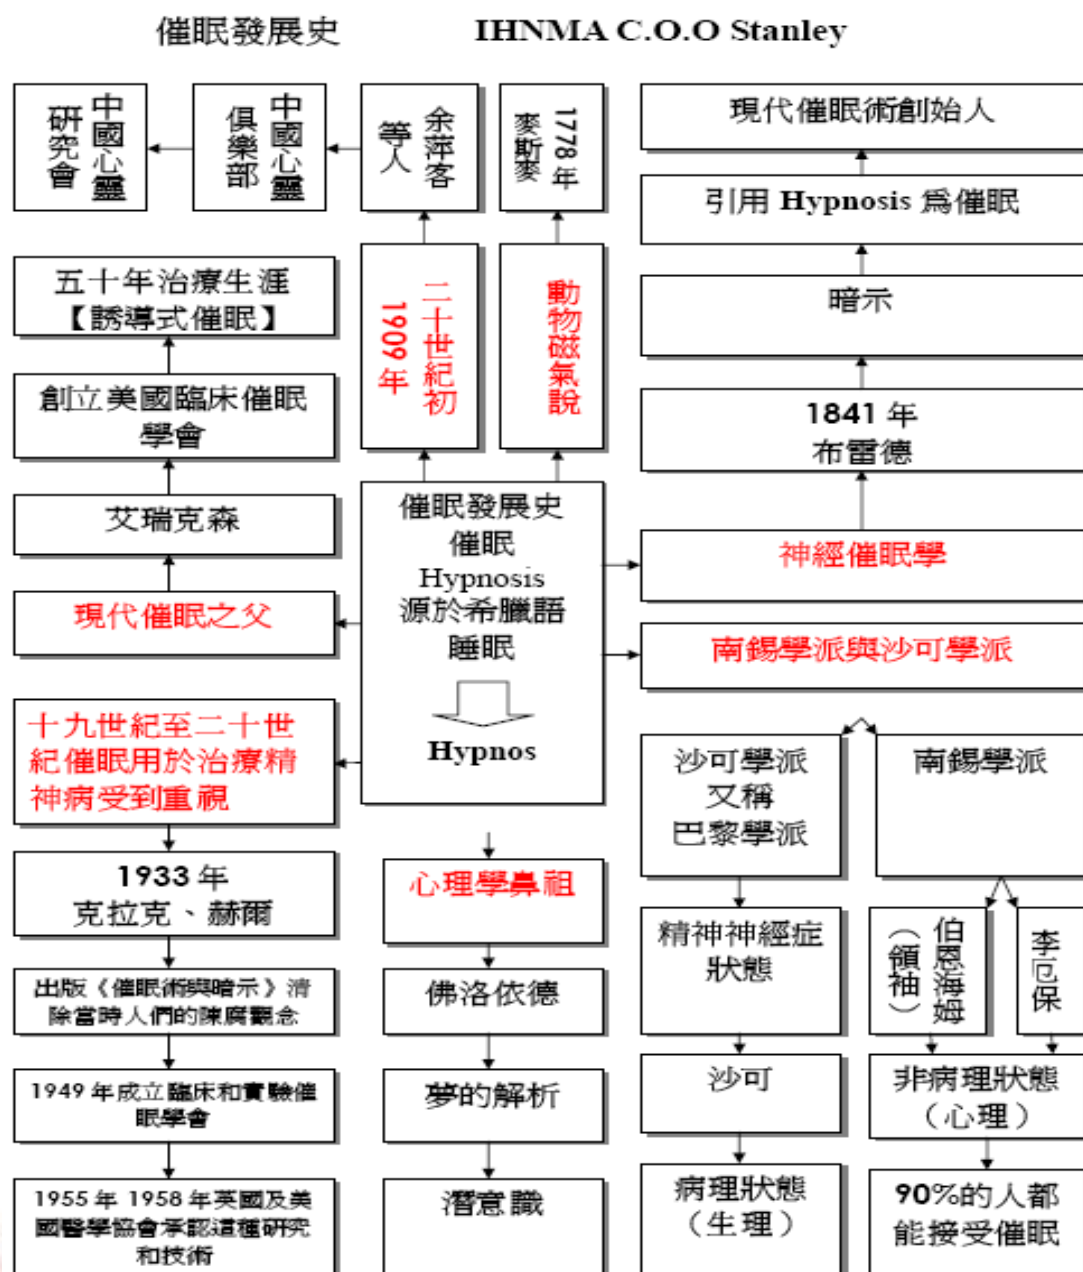 催眠發展史 IHNMA C.O.O Stanley
中國心靈
研究會
中國心靈
俱樂部
余萍客
等人
1778年
麥斯麥
現代催眠術創始人
引用 Hypnosis 爲催眠
暗示
1841 年
布雷德
神經催眠學
五十年治療生涯
【誘導式催眠】
創立美國臨床催眠
學會
艾瑞克森
現代催眠之父
二十世紀初
1909 年
動物磁氣說
催眠發展史
催眠
Hypnosis
源於希臘語
睡眠
Hypnos
南錫學派與沙可學派
十九世紀至二十世
紀催眠用於治療精
神病受到重視
1933 年
克拉克、赫爾
出版《催眠術與暗示》清
除當時人們的陳腐觀念
1949 年成立臨床和實驗催
眠學會
1955 年 1958 年英國及美
國醫學協會承認這種研究
和技術
心理學鼻祖
佛洛依德
夢的解析
潛意識
沙可學派
又稱
巴黎學派
精神神經症
狀態
沙可
病理狀態
（生理）
南錫學派
伯恩海姆
（領袖）
李厄保
非病理狀態
（心理）
90%的人都
能接受催眠